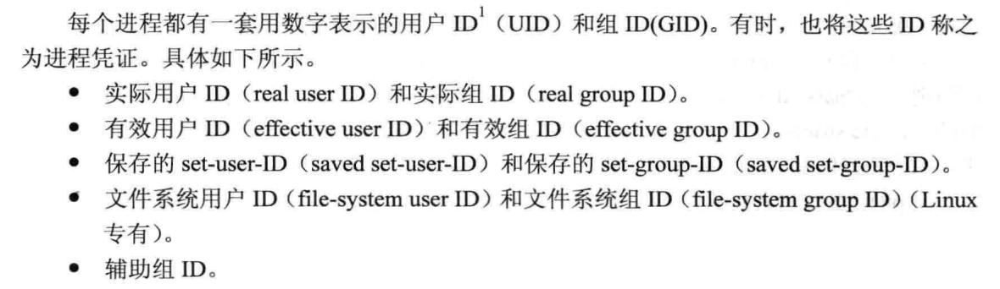 每个进程都有一套用数字表示的用户 ID¹（UID）和组 ID(GID)。有时，也将这些 ID 称之
为进程凭证。具体如下所示。
● 实际用户 ID（real user ID）和实际组 ID（real group ID）。
● 有效用户 ID（effective user ID）和有效组 ID（effective group ID）。
● 保存的 set-user-ID（saved set-user-ID）和保存的 set-group-ID（saved set-group-ID）。
● 文件系统用户 ID（file-system user ID）和文件系统组 ID（file-system group ID）（Linux
专有）。
● 辅助组 ID。